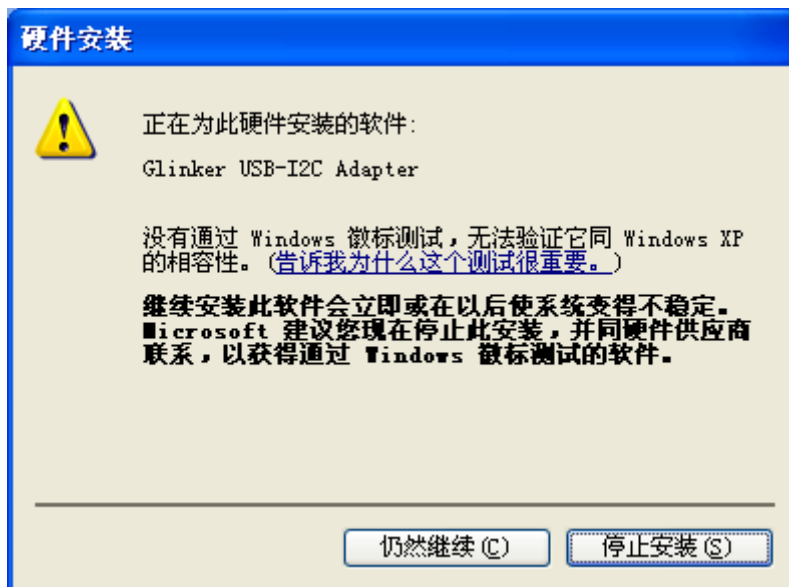 硬件安装
正在为此硬件安装的软件:
Glinker USB-I2C Adapter
没有通过 Windows 徽标测试，无法验证它同 Windows XP
的相容性。(告诉我为什么这个测试很重要。)
继续安装此软件会立即或在以后使系统变得不稳定。
Microsoft 建议您现在停止此安装，并同硬件供应商
联系，以获得通过 Windows 徽标测试的软件。
仍然继续(C) 停止安装(S)